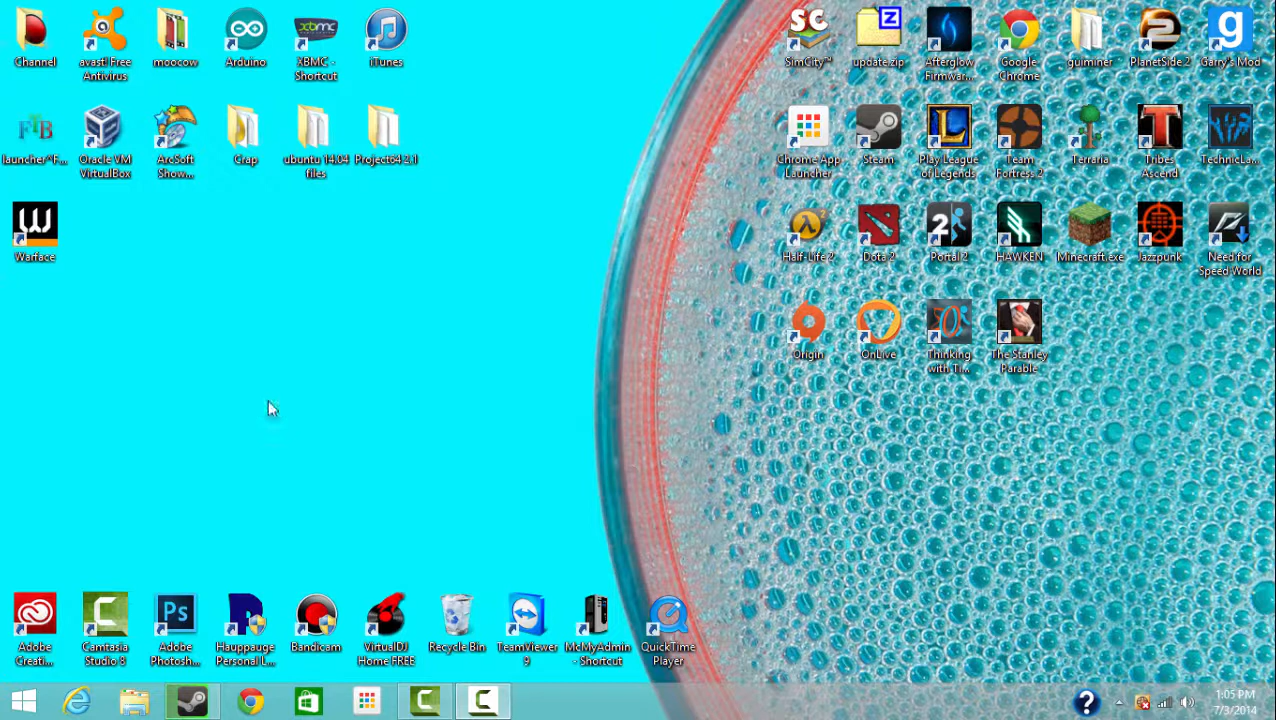 Channel
avast! Free
Antivirus
moocow
Arduino
XBMC -
Shortcut
iTunes
SC
SimCity™
Z
update.zip
Afterglow
Firmwar...
Google
Chrome
guiminer
2
PlanetSide 2
g
Garry's Mod
FTB
launcher^F...
Oracle VM
VirtualBox
ArcSoft
Show...
Crap
ubuntu 14.04
files
Project64 2.1
Chrome App
Launcher
Steam
L
Play League
of Legends
Team
Fortress 2
Terraria
T
Tribes
Ascend
TechnicLa...
W
Warface
Half-Life 2
Dota 2
2
Portal 2
HAWKEN
Minecraft.exe
Jazzpunk
Need for
Speed World
Origin
OnLive
Thinking
with Ti...
The Stanley
Parable
Adobe
Creati...
C
Camtasia
Studio 8
Ps
Adobe
Photosh...
Hauppauge
Personal L...
Bandicam
VirtualDJ
Home FREE
Recycle Bin
TeamViewer
9
McMyAdmin
- Shortcut
QuickTime
Player
C
C
?
1:05 PM
7/3/2014